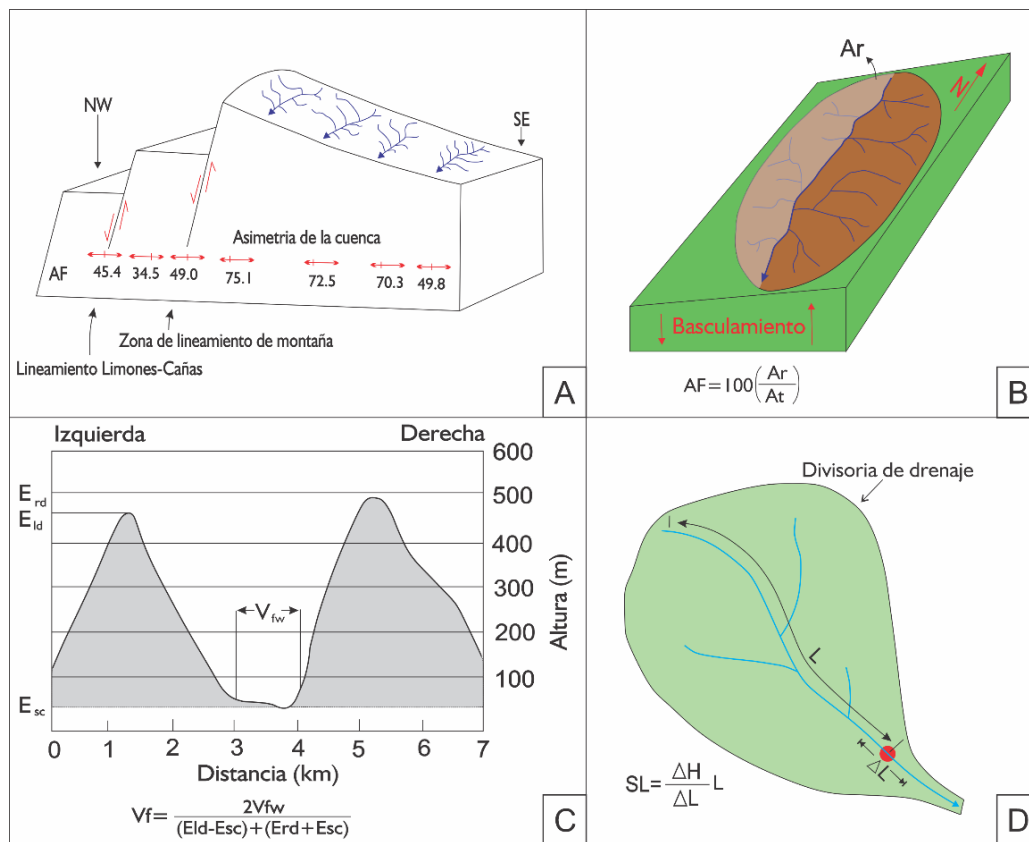 NW
SE
Asimetria de la cuenca
AF
45.4 34.5 49.0 75.1 72.5 70.3 49.8
Zona de lineamiento de montaña
Lineamiento Limones-Cañas
A
Ar
N
Basculamiento
AF=100(Ar/At)
B
Izquierda Derecha
600
E rd 500
E ld
400
300
V fw
200
100
E sc
Altura (m)
0 1 2 3 4 5 6 7
Distancia (km)
Vf= 2Vfw/(Eld-Esc)+(Erd+Esc)
C
Divisoria de drenaje
L
ΔL
SL= ΔH/ΔL L
D